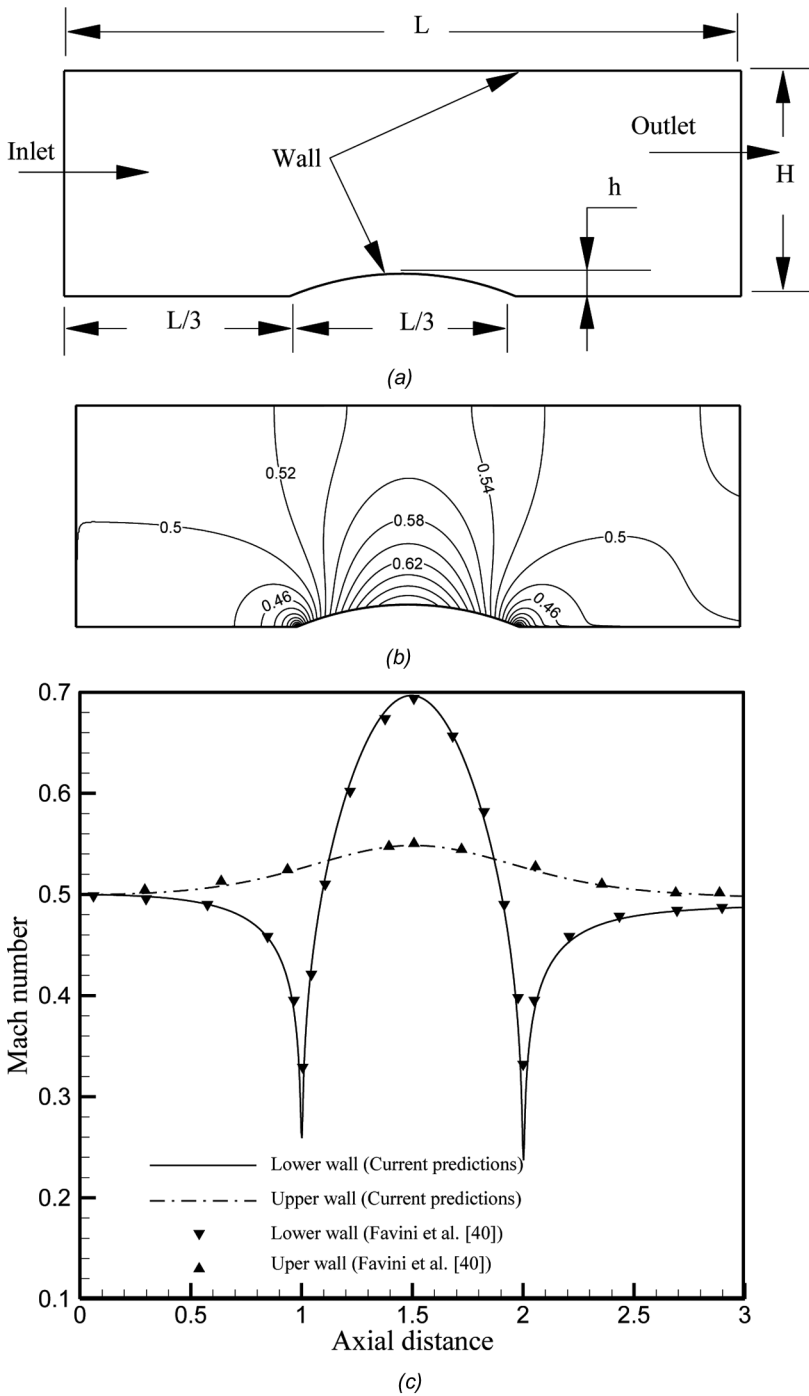 L
Inlet
Wall
Outlet
H
h
L/3
L/3
(a)
0.52
0.54
0.5
0.58
0.5
0.62
0.46
0.46
(b)
0.7
0.6
0.5
0.4
0.3
0.2
0.1
Mach number
Lower wall (Current predictions)
Upper wall (Current predictions)
Lower wall (Favini et al. [40])
Uper wall (Favini et al. [40])
0
0.5
1
1.5
2
2.5
3
Axial distance
(c)